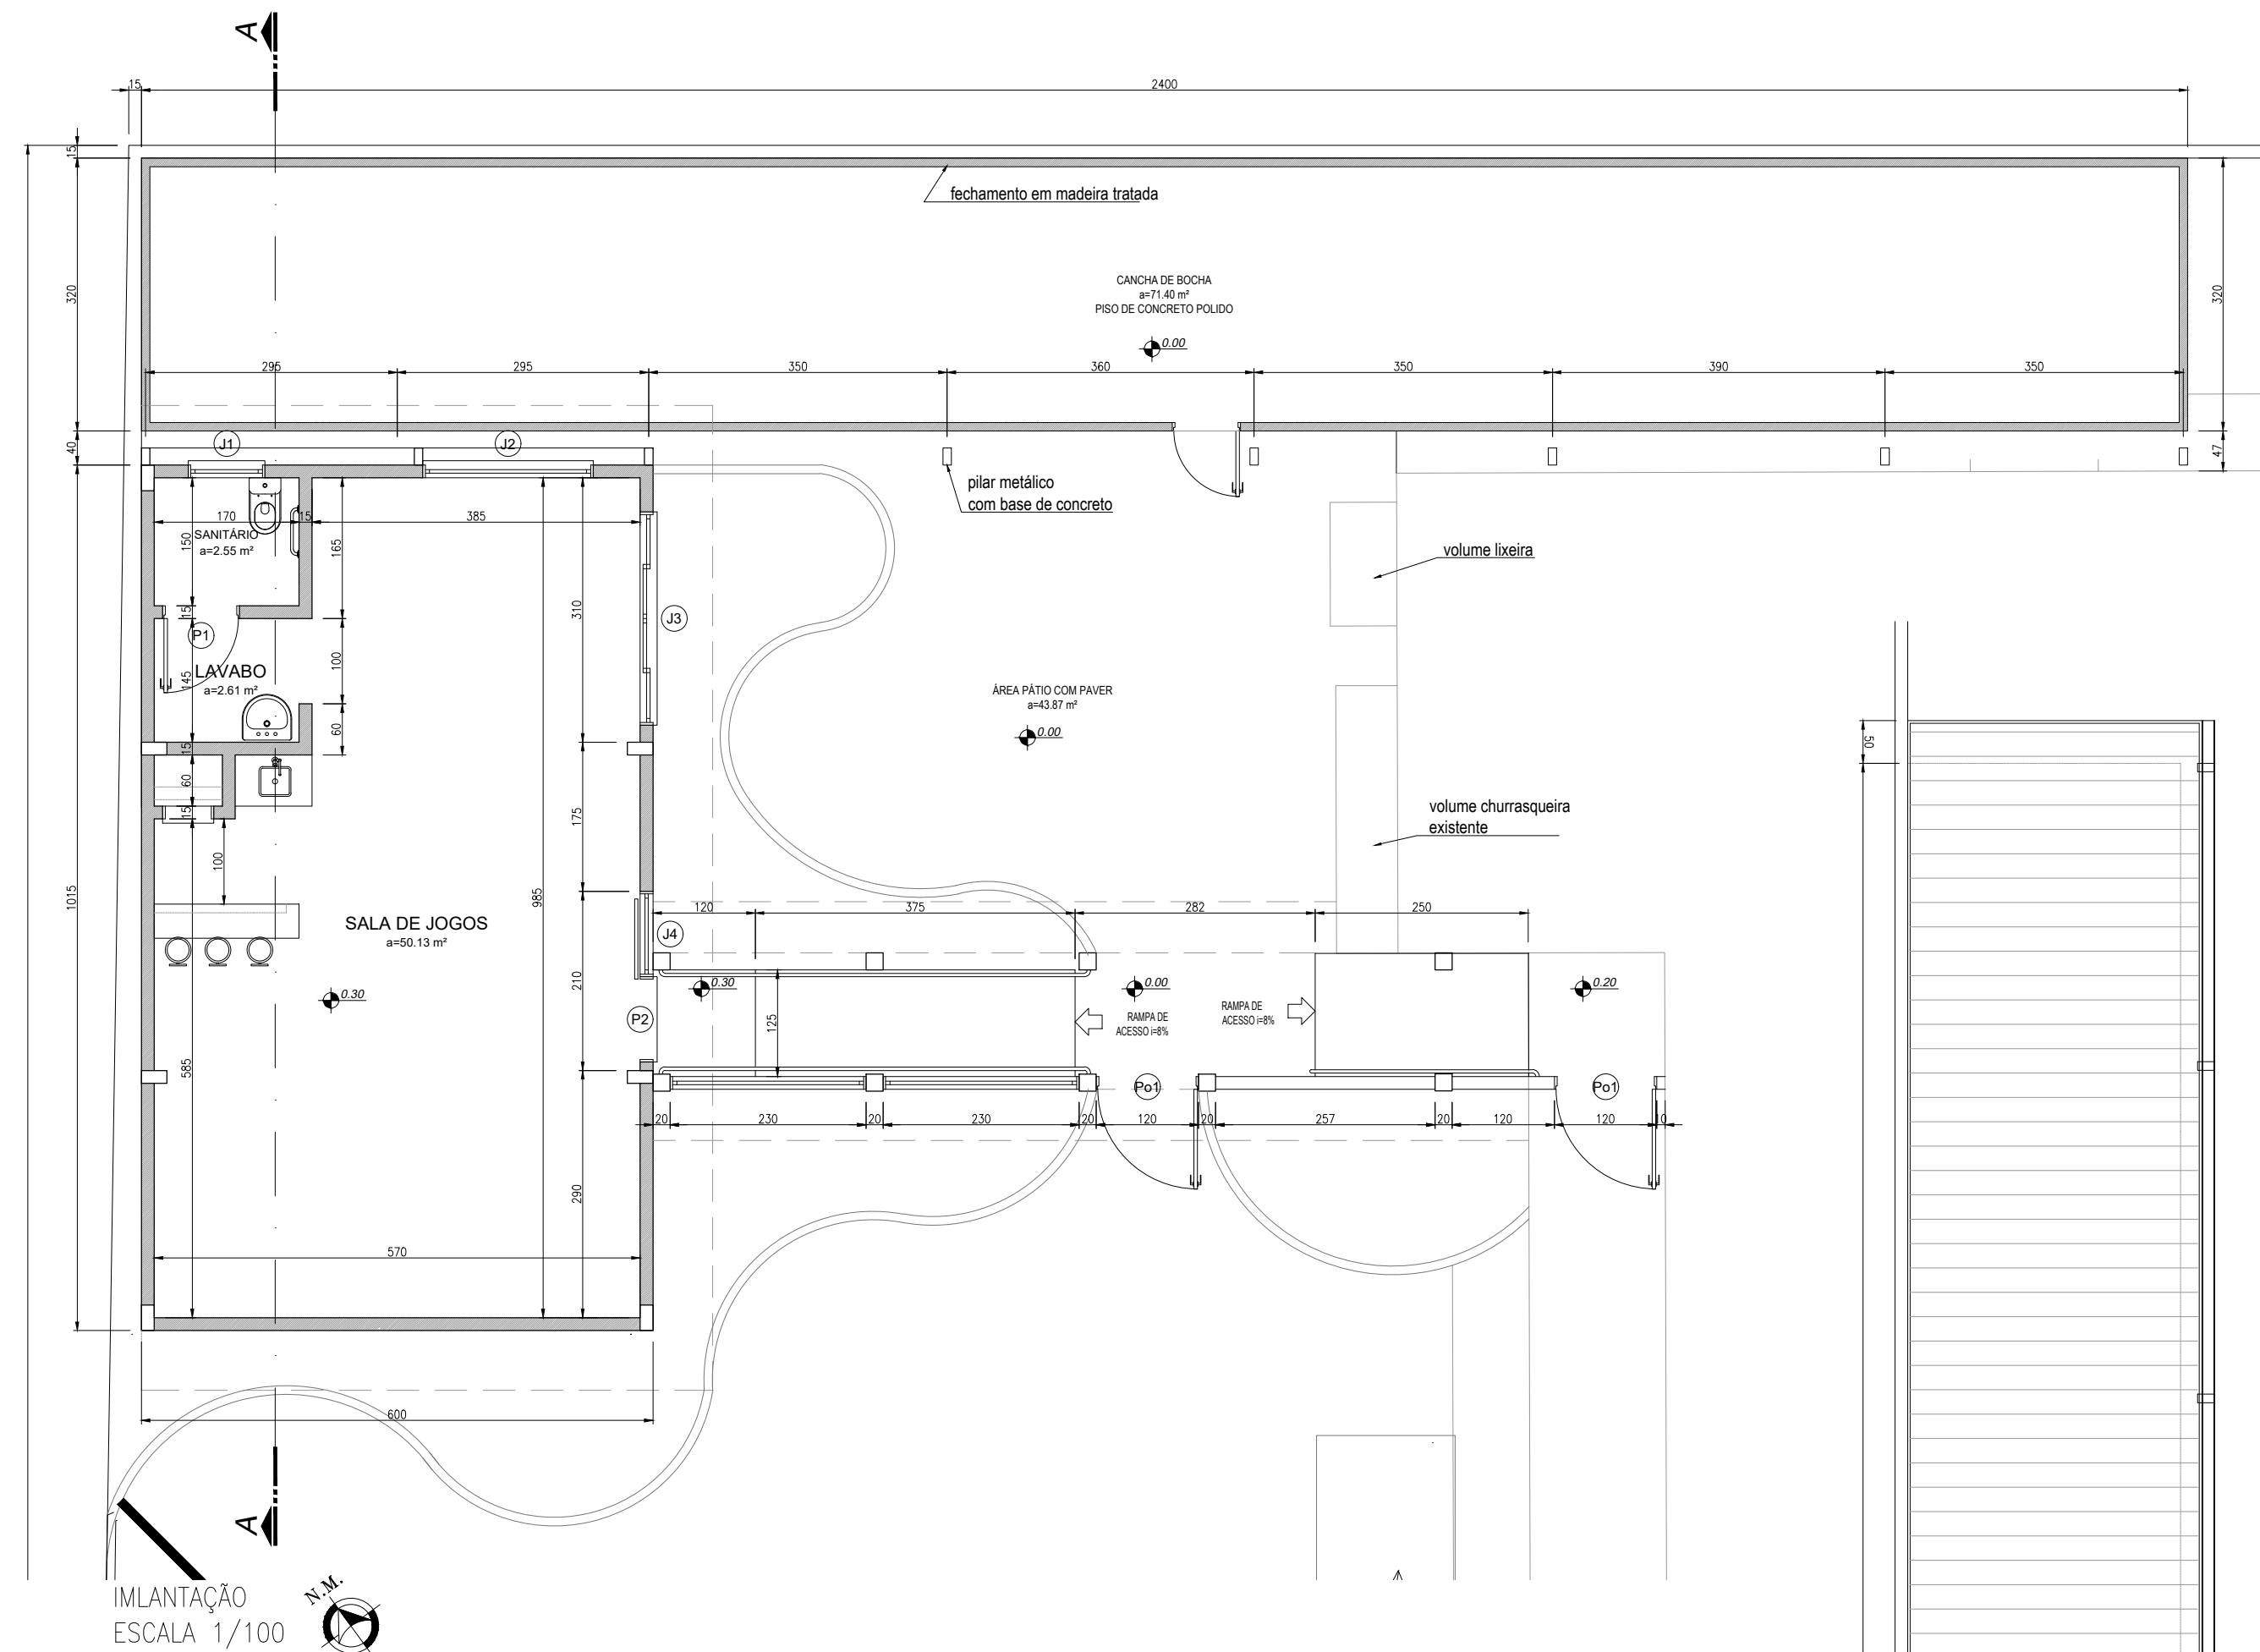 A
15
2400
15
fechamento em madeira tratada
320
CANCHA DE BOCHA
a=71.40 m²
PISO DE CONCRETO POLIDO
320
0.00
295
295
350
360
350
390
350
40
J1
J2
47
pilar metálico
com base de concreto
170
15
385
SANITÁRIO
a=2.55 m²
150
165
volume lixeira
310
15
J3
P1
100
LAVABO
a=2.61 m²
145
ÁREA PÁTIO COM PAVER
a=43.87 m²
60
0.00
15
50
60
volume churrasqueira
existente
15
175
100
1015
985
120
375
282
250
SALA DE JOGOS
a=50.13 m²
J4
210
0.30
0.30
0.00
0.20
RAMPA DE
ACESSO i=8%
RAMPA DE
ACESSO i=8%
P2
125
585
Po1
Po1
20
230
20
230
20
120
20
257
20
120
120
10
290
570
600
A
IMLANTAÇÃO
ESCALA 1/100
N.M.